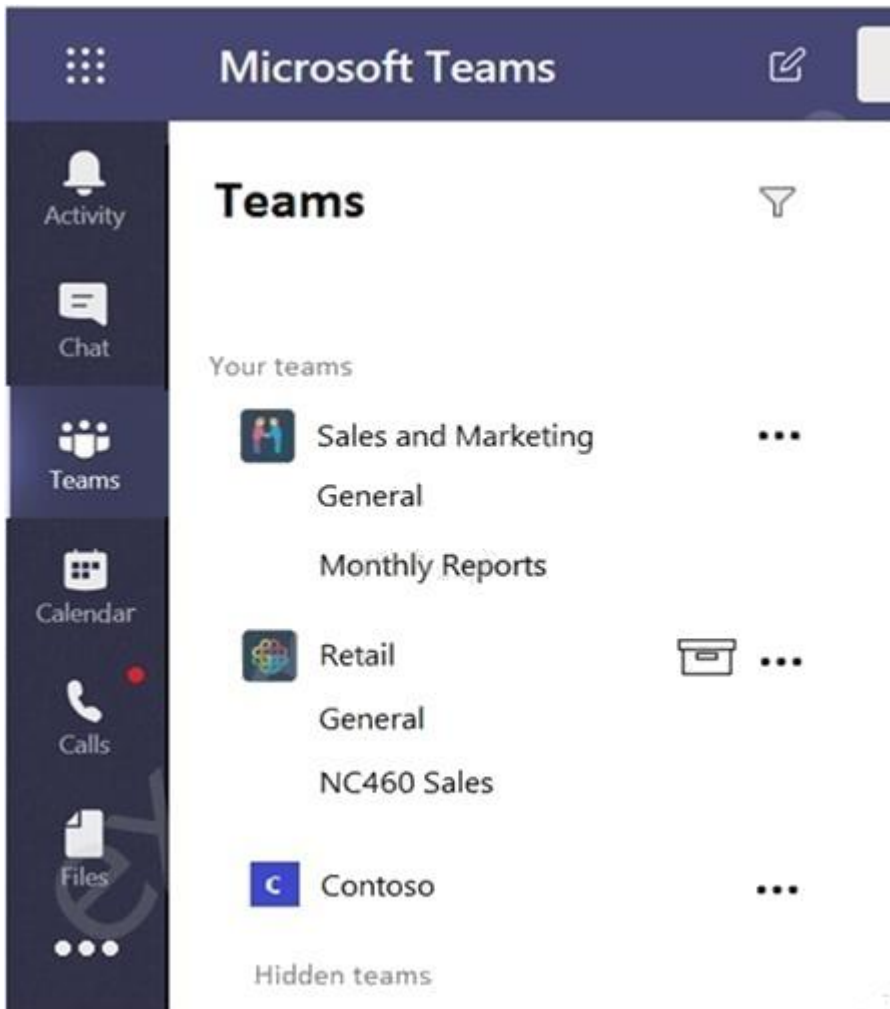 Microsoft Teams
Activity
Chat
Teams
Calendar
Calls
Files
Teams
Your teams
Sales and Marketing
General
Monthly Reports
Retail
General
NC460 Sales
C Contoso
Hidden teams